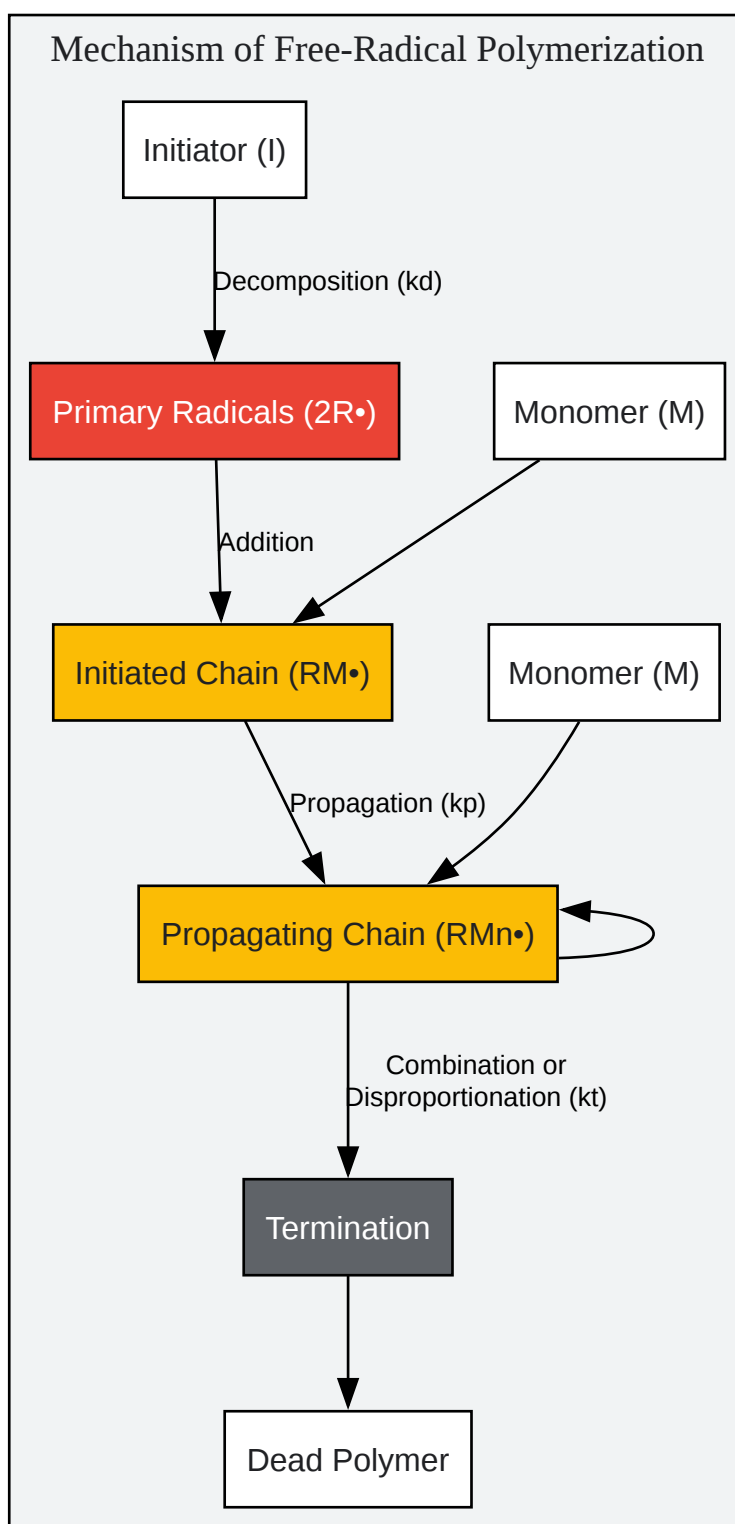 Mechanism of Free-Radical Polymerization
Initiator (I)
Decomposition (kd)
Primary Radicals (2R•)
Monomer (M)
Addition
Initiated Chain (RM•)
Monomer (M)
Propagation (kp)
Propagating Chain (RMn•)
Combination or
Disproportionation (kt)
Termination
Dead Polymer